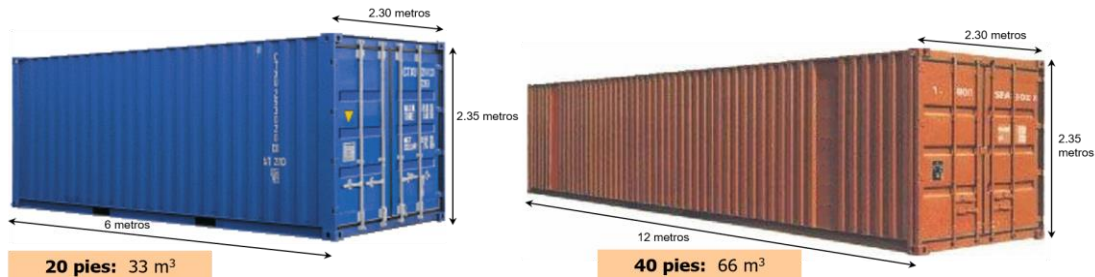 2.30 metros
2.35 metros
6 metros
20 pies: 33 m³
2.30 metros
2.35
metros
12 metros
40 pies: 66 m³